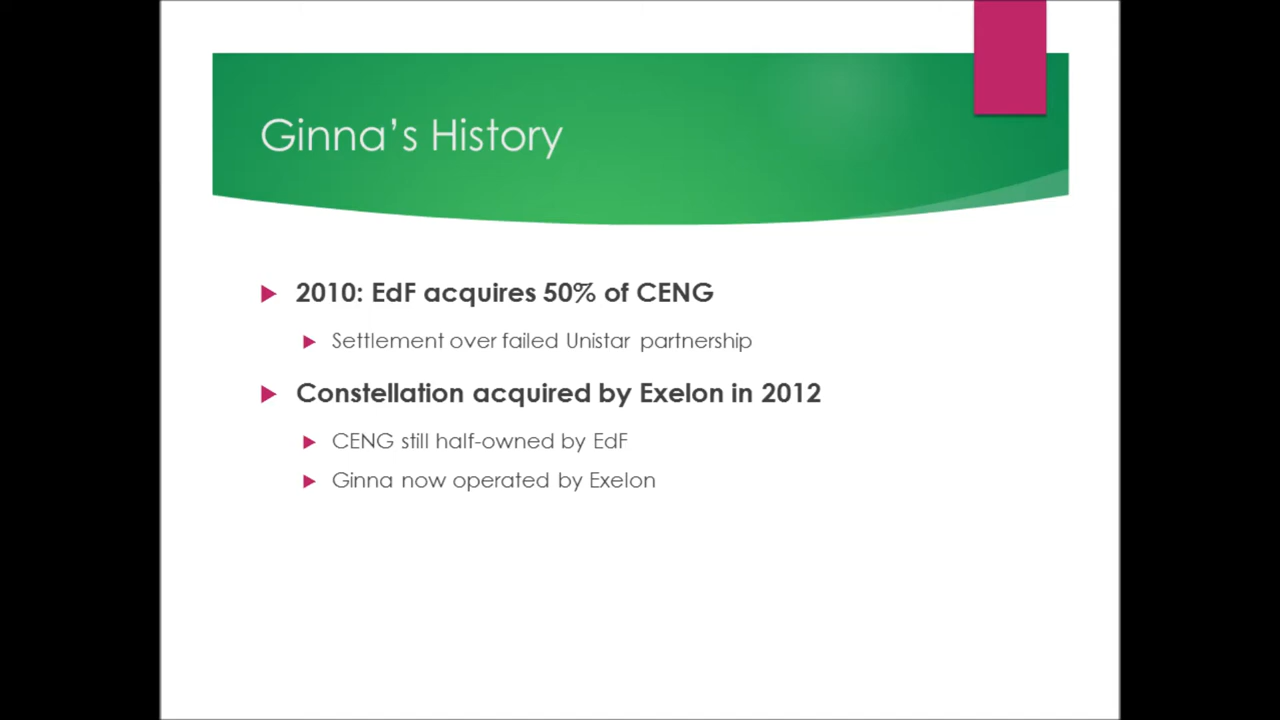 Ginna’s History
2010: EdF acquires 50% of CENG
Settlement over failed Unistar partnership
Constellation acquired by Exelon in 2012
CENG still half-owned by EdF
Ginna now operated by Exelon